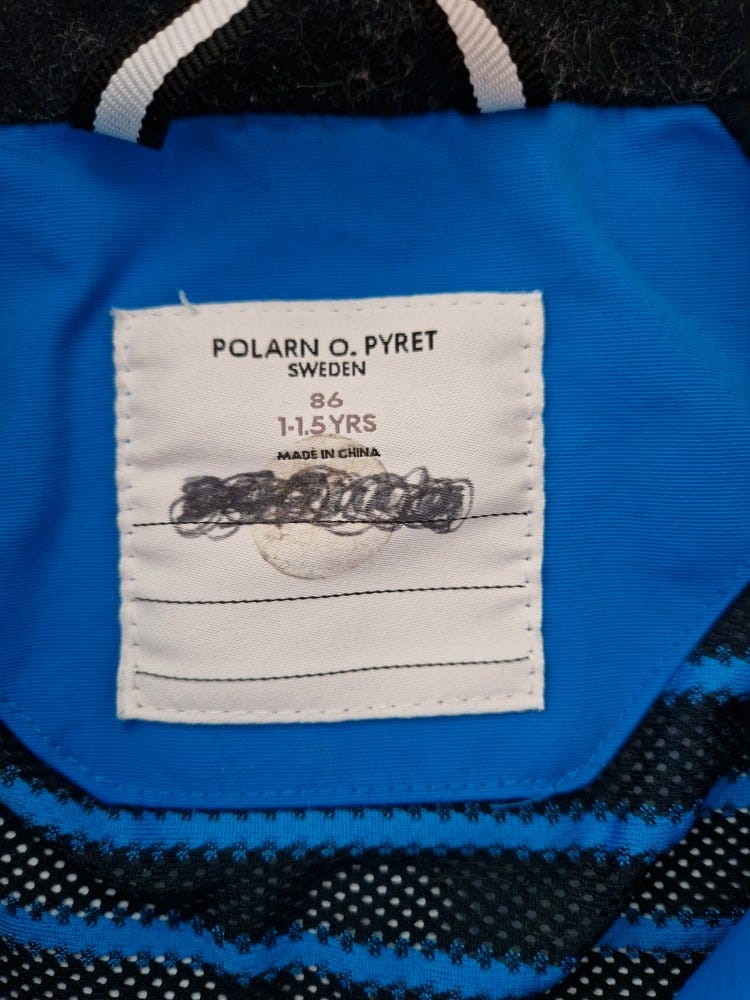 POLARN O. PYRET
SWEDEN
86
1-1.5 YRS
MADE IN CHINA